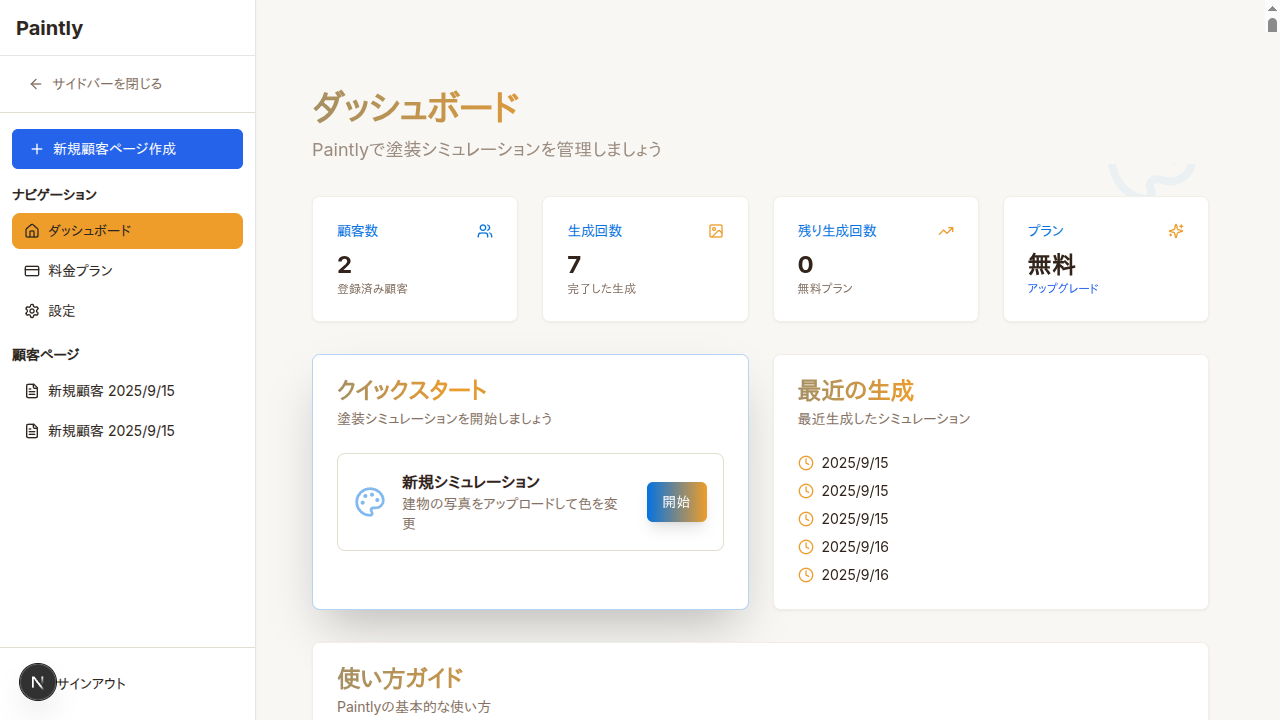 Paintly
サイドバーを閉じる
新規顧客ページ作成
ナビゲーション
ダッシュボード
料金プラン
設定
顧客ページ
新規顧客 2025/9/15
新規顧客 2025/9/15
N
サインアウト
ダッシュボード
Paintlyで塗装シミュレーションを管理しましょう
顧客数
2
登録済み顧客
生成回数
7
完了した生成
残り生成回数
0
無料プラン
プラン
無料
アップグレード
クイックスタート
塗装シミュレーションを開始しましょう
新規シミュレーション
建物の写真をアップロードして色を変
更
開始
最近の生成
最近生成したシミュレーション
2025/9/15
2025/9/15
2025/9/15
2025/9/16
2025/9/16
使い方ガイド
Paintlyの基本的な使い方